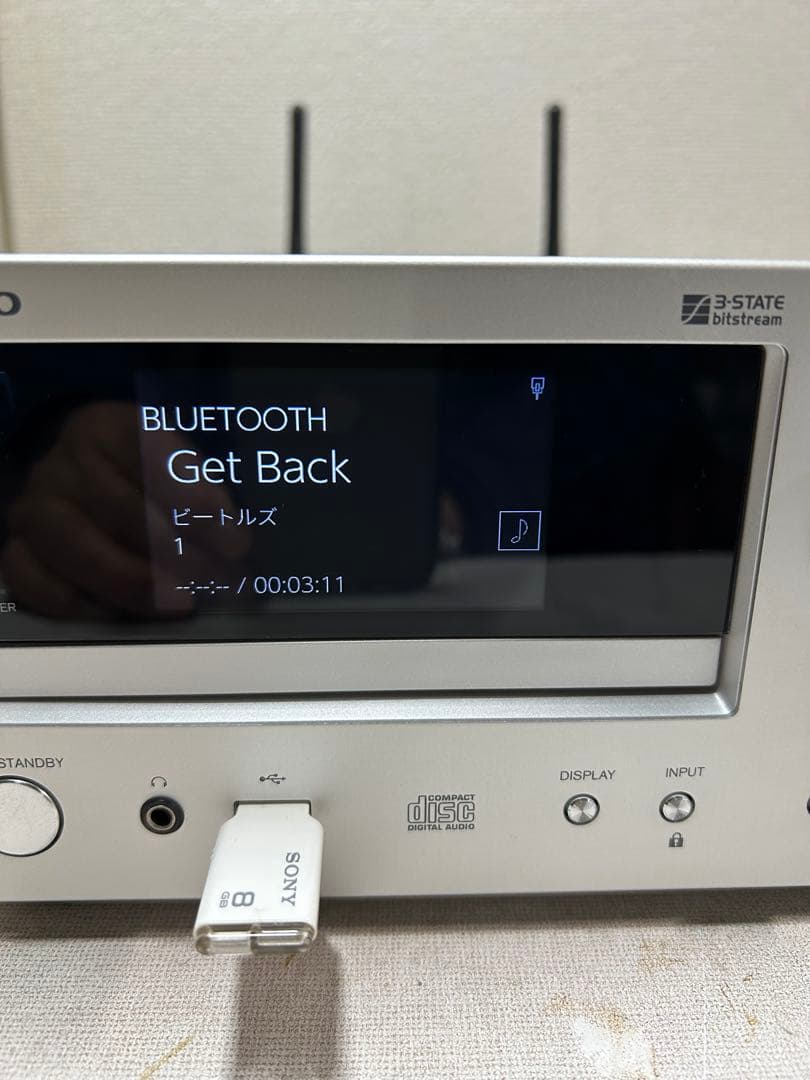 O
3-STATE
bitstream
BLUETOOTH
Get Back
ビートルズ
1
--:--:-- / 00:03:11
ER
STANDBY
DISPLAY
INPUT
COMPACT
disc
DIGITAL AUDIO
SONY
8
GB